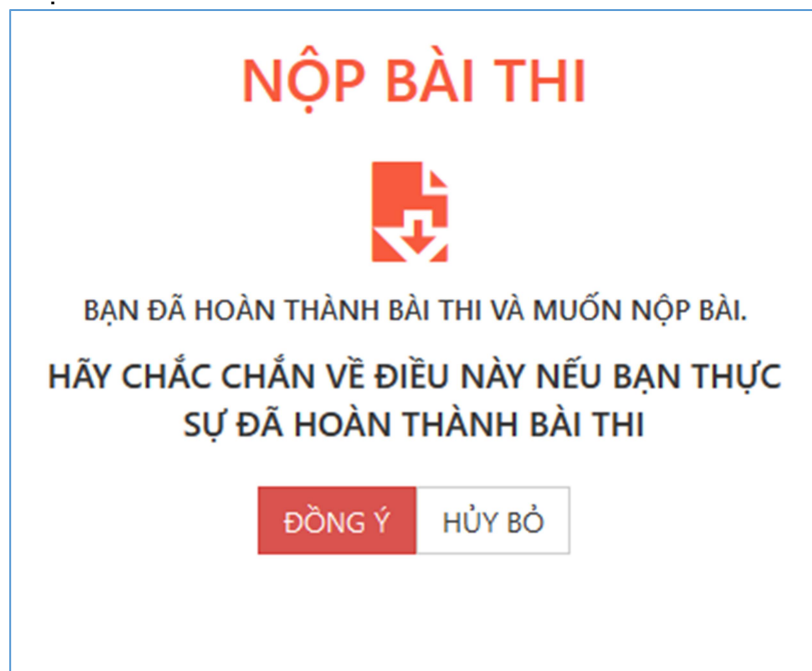 NỘP BÀI THI
BẠN ĐÃ HOÀN THÀNH BÀI THI VÀ MUỐN NỘP BÀI.
HÃY CHẮC CHẮN VỀ ĐIỀU NÀY NẾU BẠN THỰC
SỰ ĐÃ HOÀN THÀNH BÀI THI
ĐỒNG Ý HỦY BỎ